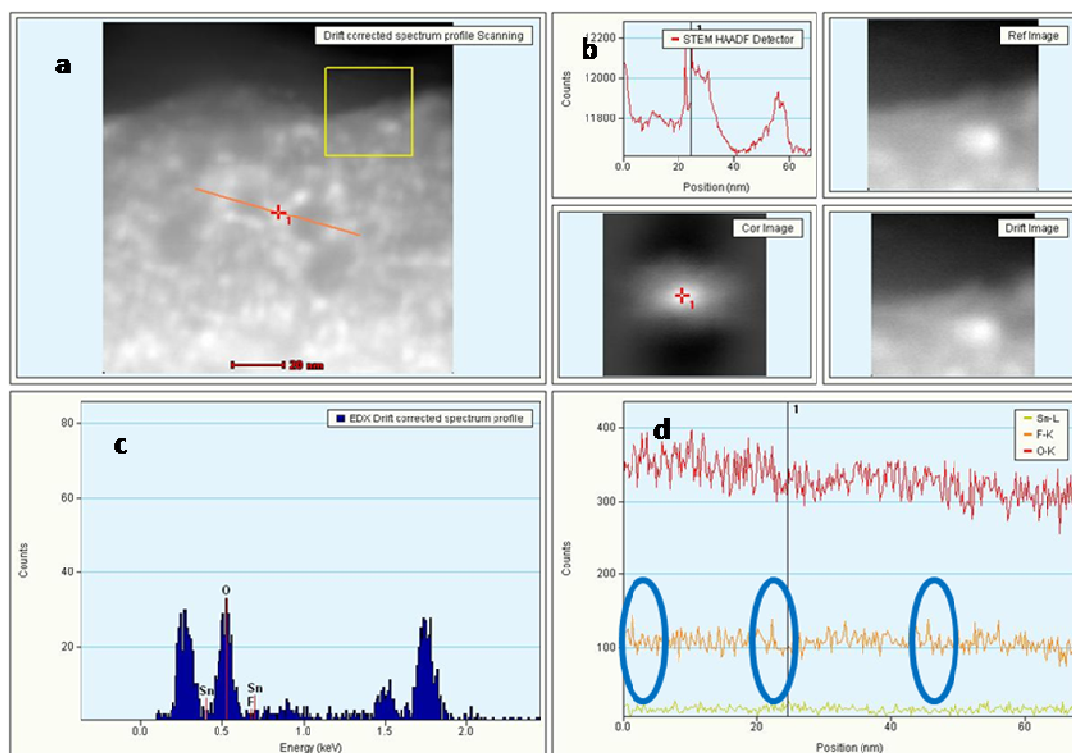 a
Drift corrected spectrum profile Scanning
1
20 nm
b
1
STEM HAADF Detector
12200
12000
11800
Counts
0.0 20 40 60
Position (nm)
Ref Image
Cor Image
1
Drift Image
c
EDX Drift corrected spectrum profile
80
60
40
20
Counts
O
Sn
Sn
F
0.0 0.5 1.0 1.5 2.0
Energy (keV)
d
1
Sn-L
F-K
O-K
400
300
200
100
Counts
0.0 20 40 60
Position (nm)